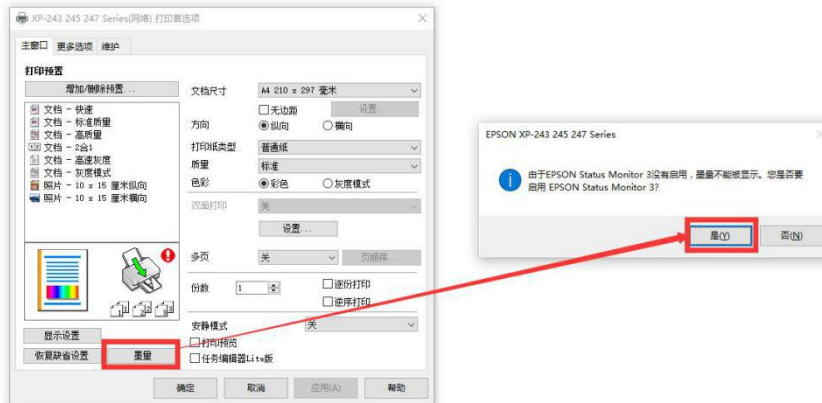 XP-243 245 247 Series(网络) 打印首选项
主窗口 更多选项 维护
打印预置
增加/删除预置...
文档 - 快速
文档 - 标准质量
文档 - 高质量
文档 - 2合1
文档 - 高速灰度
文档 - 灰度模式
照片 - 10 x 15 厘米纵向
照片 - 10 x 15 厘米横向
显示设置
恢复缺省设置 墨量
文档尺寸 A4 210 x 297 毫米
无边距 设置...
方向 纵向 横向
打印纸类型 普通纸
质量 标准
色彩 彩色 灰度模式
双面打印 关
设置...
多页 关 页顺序...
份数 1 逐份打印
逆序打印
安静模式 关
打印预览
任务编辑器Lite版
确定 取消 应用(A) 帮助
EPSON XP-243 245 247 Series
由于EPSON Status Monitor 3没有启用，墨量不能被显示。您是否要
启用 EPSON Status Monitor 3?
是(Y) 否(N)